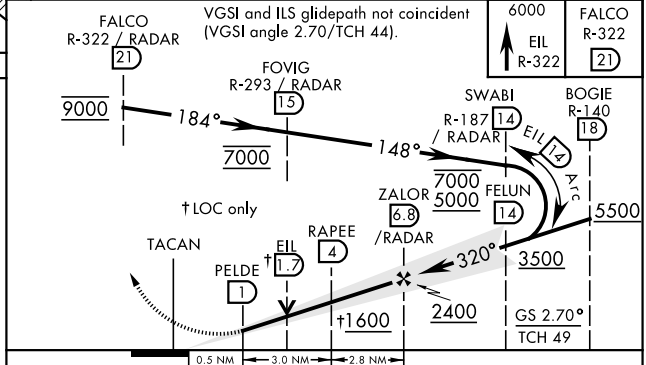 VGSI and ILS glidepath not coincident
(VGSI angle 2.70/TCH 44).
6000
EIL
R-322
FALCO
R-322
21
FALCO
R-322 / RADAR
21
FOVIG
R-293 / RADAR
15
SWABI
R-187 / RADAR
14
BOGIE
R-140
18
EIL 14 Arc
9000
184°
7000
148°
7000
5000
FELUN
14
5500
† LOC only
ZALOR
6.8
/RADAR
RAPEE
4
TACAN
† EIL
1.7
PELDE
1
320°
3500
†1600
2400
GS 2.70°
TCH 49
0.5 NM
3.0 NM
2.8 NM